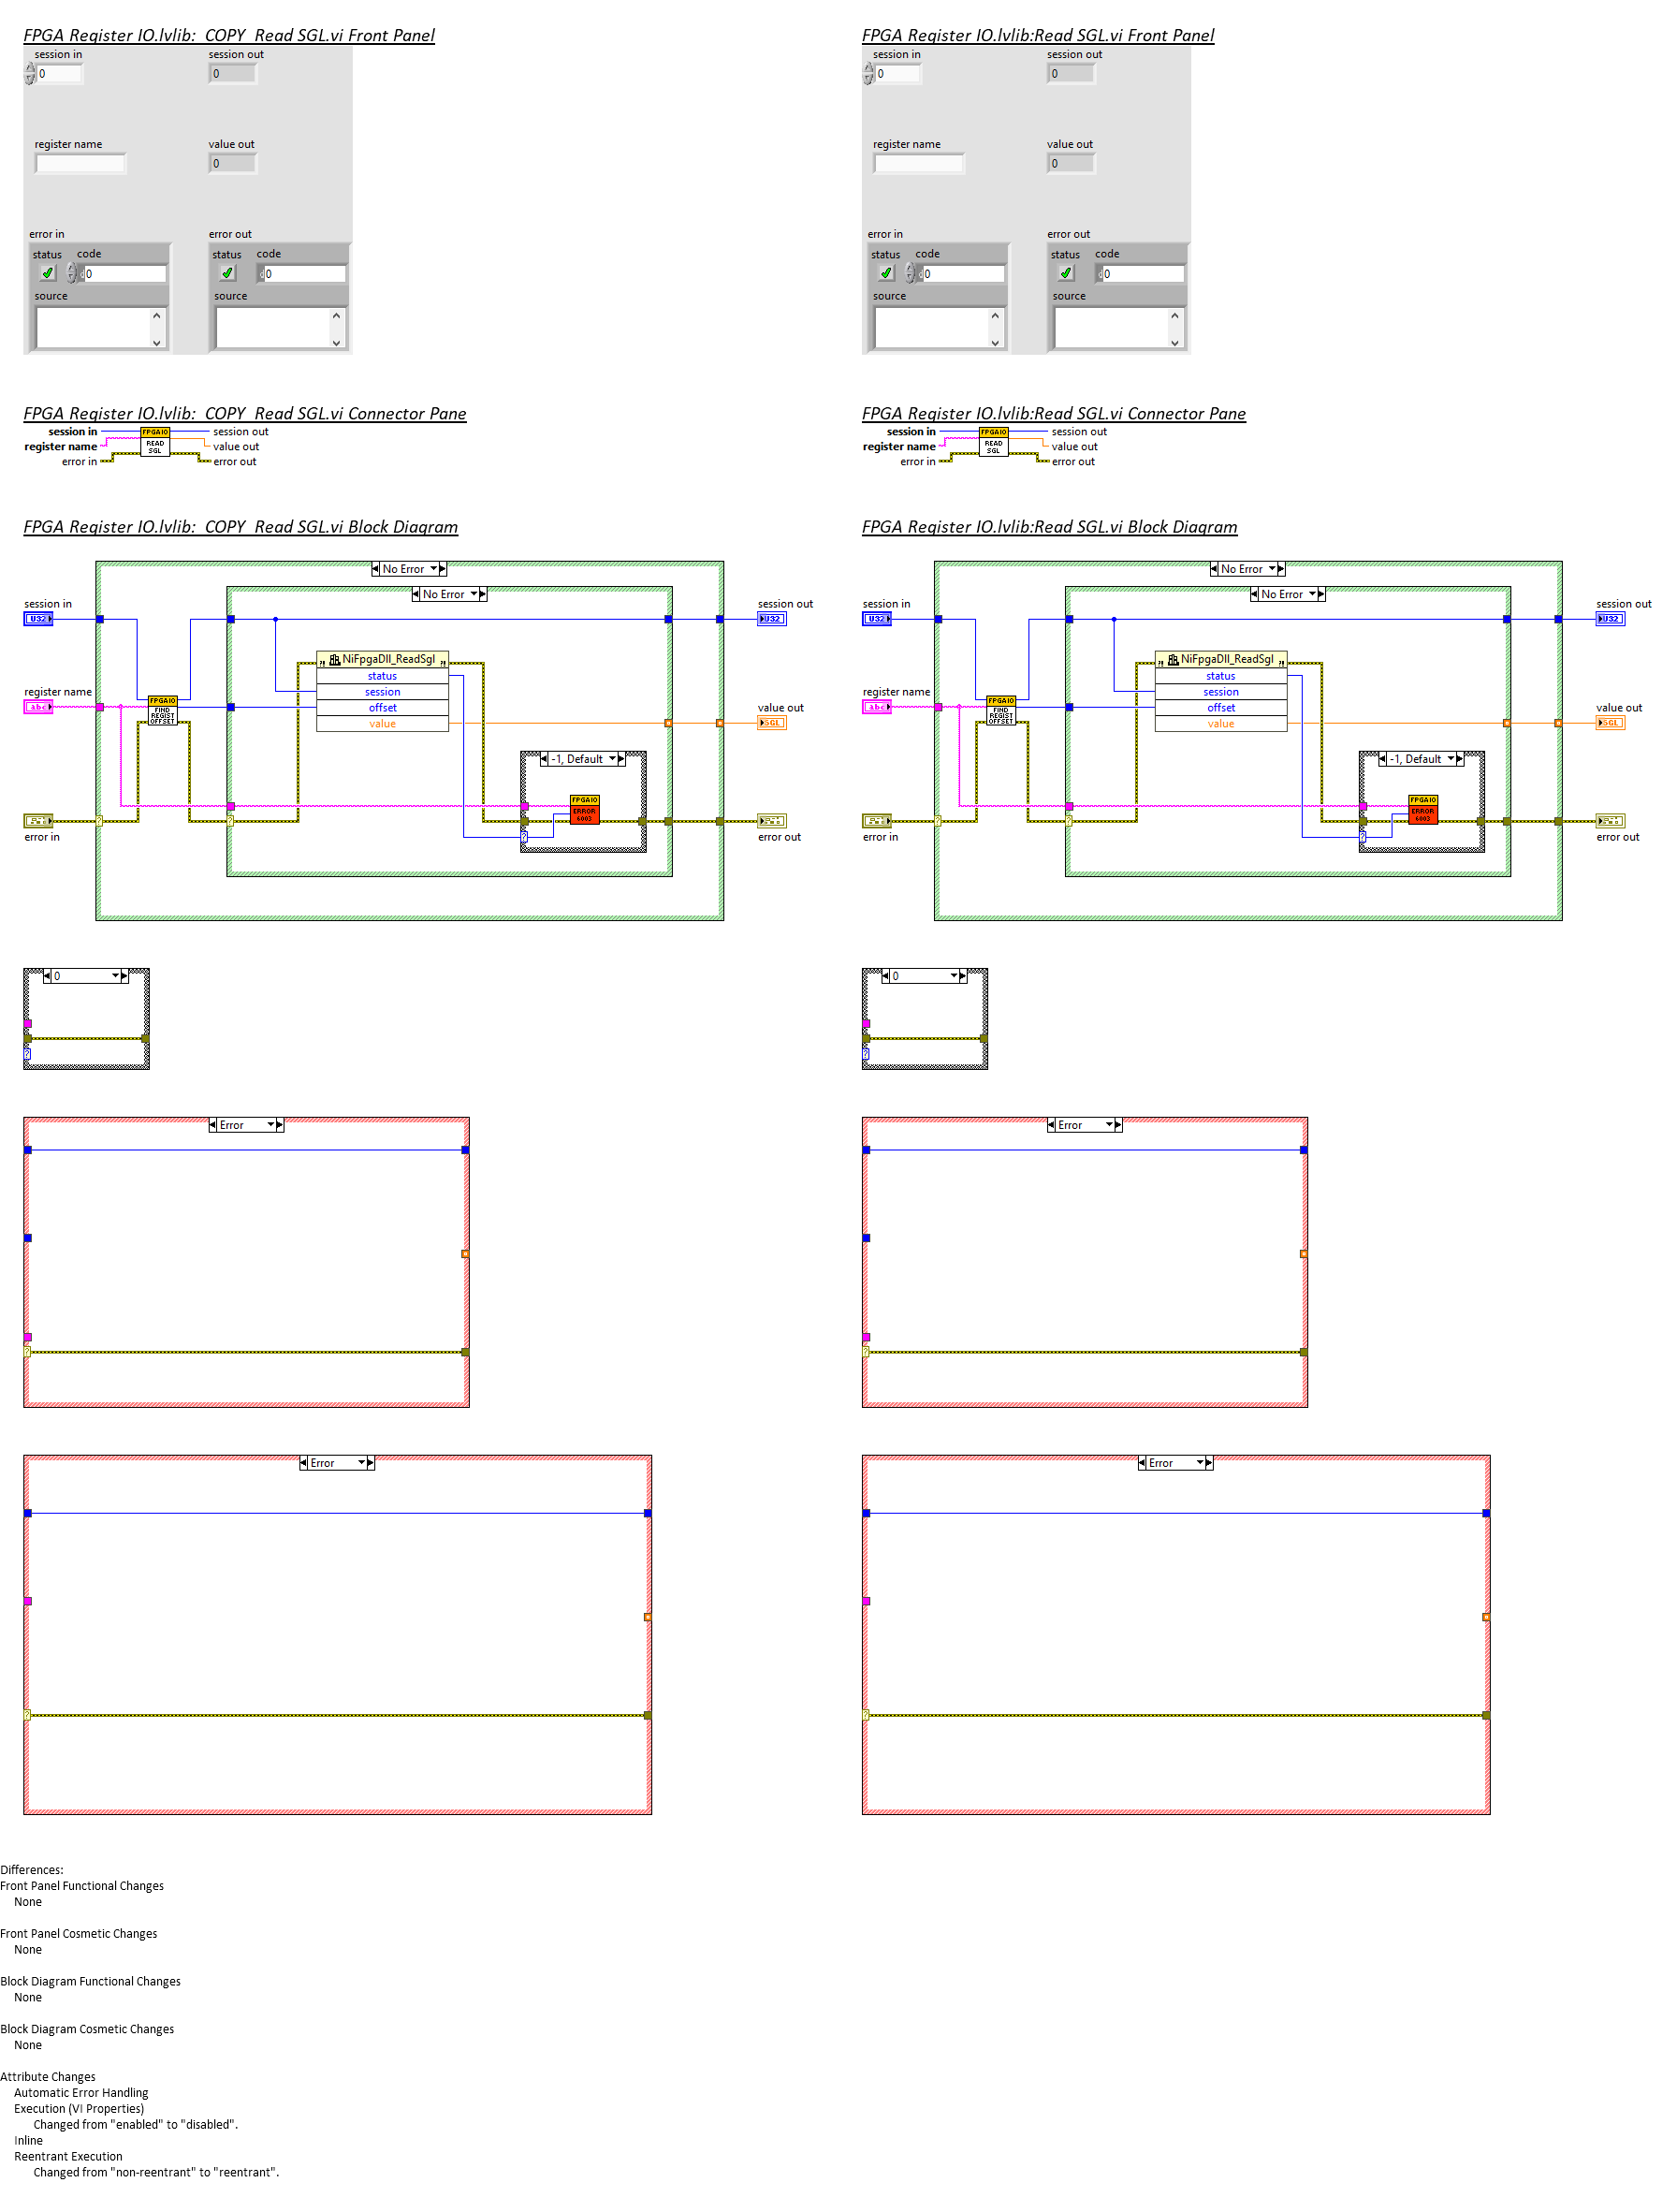 FPGA Register IO.lvlib:_COPY_Read SGL.vi Front Panel
session in
0
session out
0
register name
value out
0
error in
status
code
d 0
source
error out
status
code
d 0
source
FPGA Register IO.lvlib:Read SGL.vi Front Panel
session in
0
session out
0
register name
value out
0
error in
status
code
d 0
source
error out
status
code
d 0
source
FPGA Register IO.lvlib:_COPY_Read SGL.vi Connector Pane
session in
register name
error in
FPGAIO
READ
SGL
session out
value out
error out
FPGA Register IO.lvlib:Read SGL.vi Connector Pane
session in
register name
error in
FPGAIO
READ
SGL
session out
value out
error out
FPGA Register IO.lvlib:_COPY_Read SGL.vi Block Diagram
No Error
No Error
session in
U32
session out
U32
NiFpgaDll_ReadSgl
status
session
offset
value
register name
abc
FPGAIO
FIND
REGIST
OFFSET
value out
SGL
-1, Default
FPGAIO
ERROR
6003
?
?
?
error in
error out
FPGA Register IO.lvlib:Read SGL.vi Block Diagram
No Error
No Error
session in
U32
session out
U32
NiFpgaDll_ReadSgl
status
session
offset
value
register name
abc
FPGAIO
FIND
REGIST
OFFSET
value out
SGL
-1, Default
FPGAIO
ERROR
6003
?
?
?
error in
error out
0
?
0
?
Error
?
Error
?
Error
?
Error
?
Differences:
Front Panel Functional Changes
None
Front Panel Cosmetic Changes
None
Block Diagram Functional Changes
None
Block Diagram Cosmetic Changes
None
Attribute Changes
Automatic Error Handling
Execution (VI Properties)
Changed from "enabled" to "disabled".
Inline
Reentrant Execution
Changed from "non-reentrant" to "reentrant".